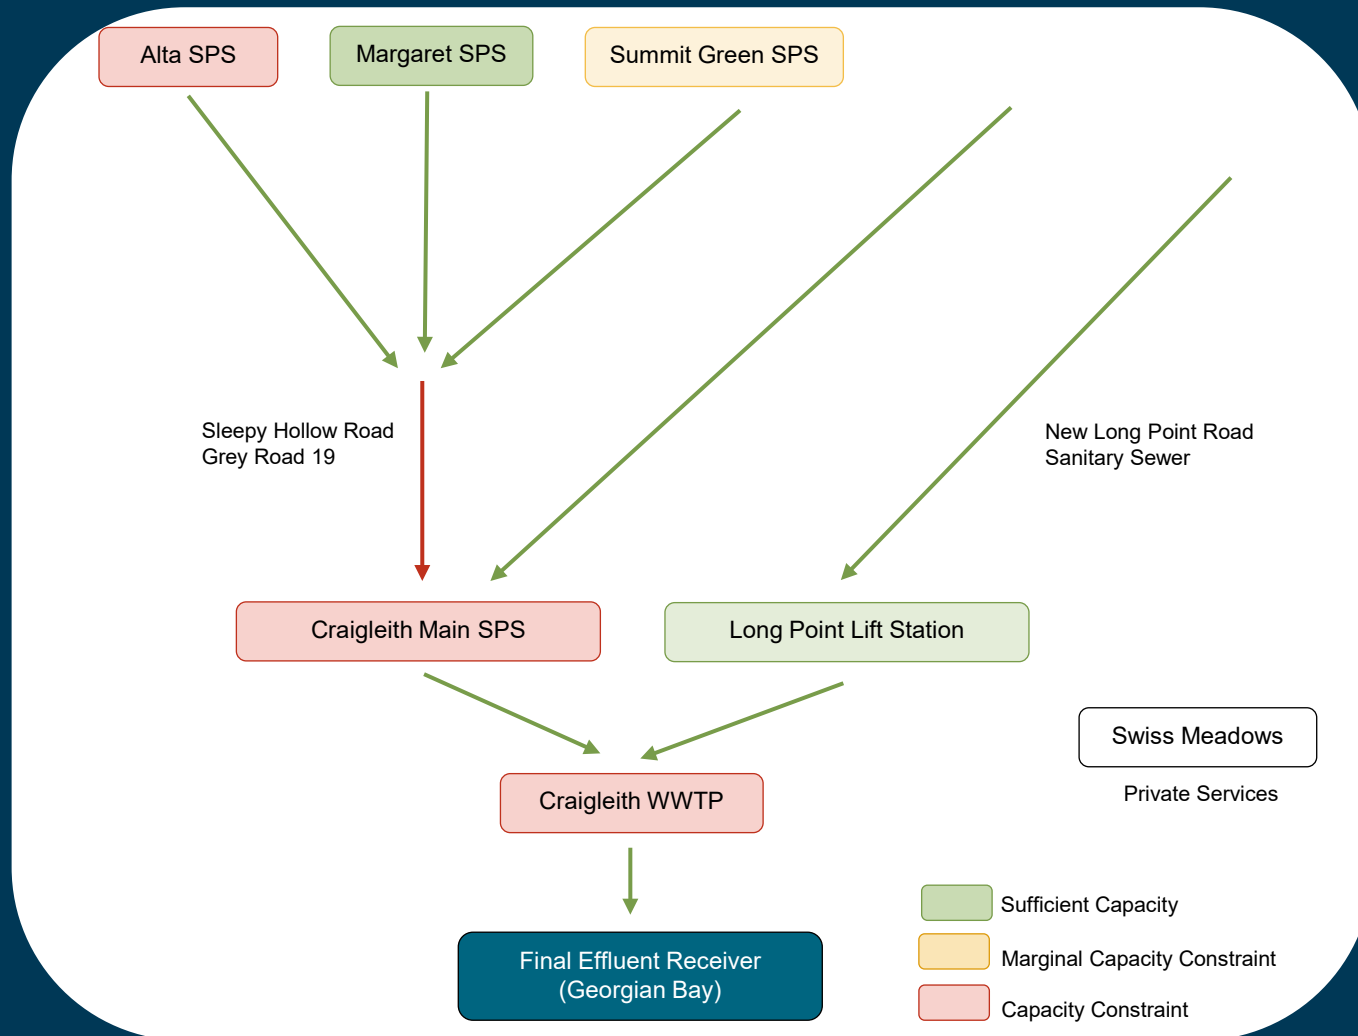 Alta SPS
Margaret SPS
Summit Green SPS
Sleepy Hollow Road
Grey Road 19
New Long Point Road
Sanitary Sewer
Craigleith Main SPS
Long Point Lift Station
Swiss Meadows
Private Services
Craigleith WWTP
Final Effluent Receiver
(Georgian Bay)
Sufficient Capacity
Marginal Capacity Constraint
Capacity Constraint